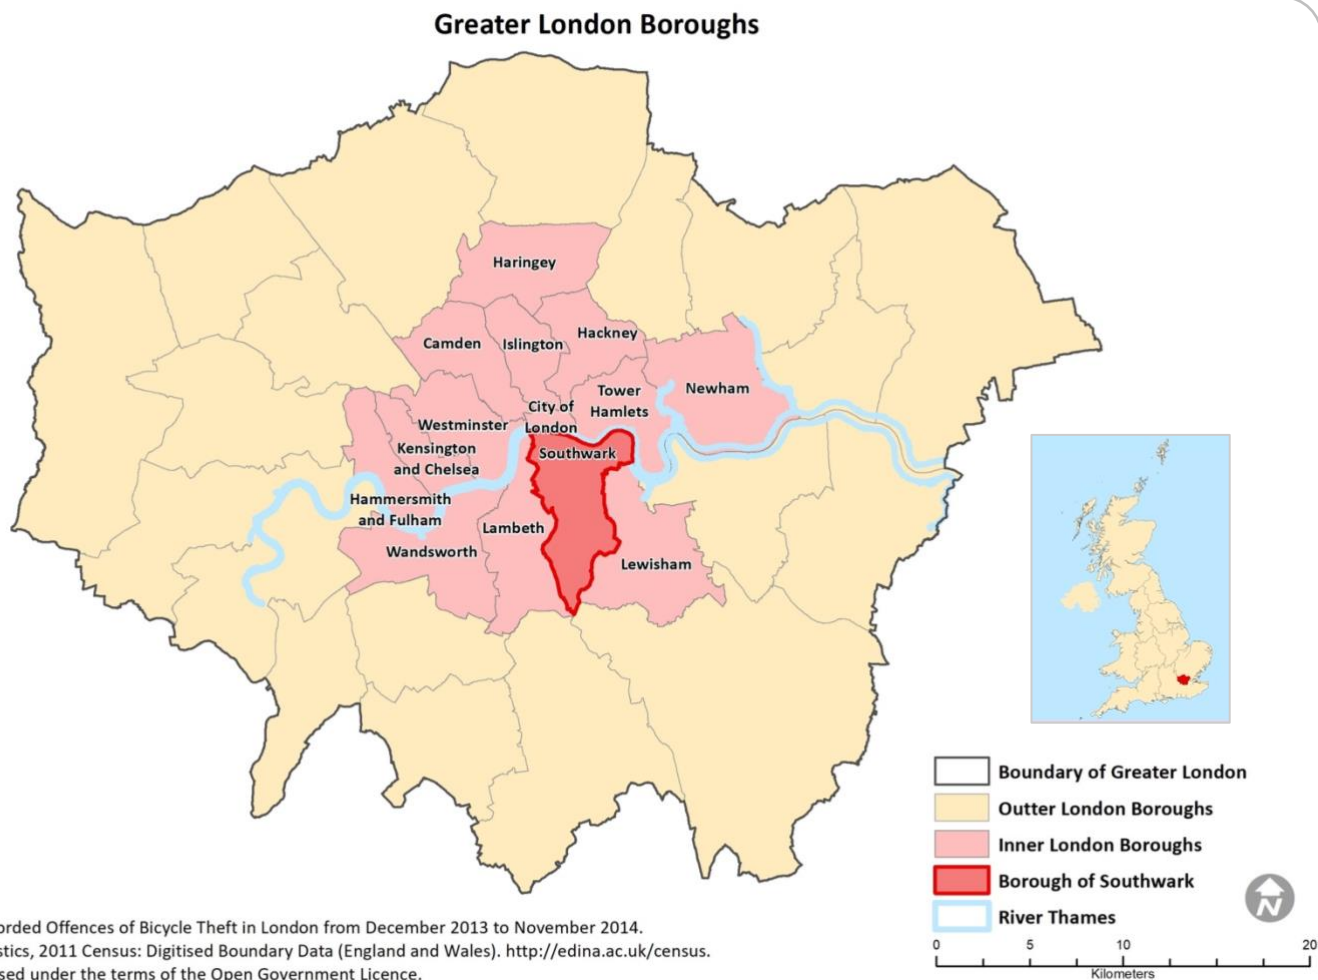 Greater London Boroughs
Haringey
Camden
Islington
Hackney
Tower
Hamlets
Newham
City of
London
Westminster
Kensington
and Chelsea
Southwark
Hammersmith
and Fulham
Lambeth
Wandsworth
Lewisham
Boundary of Greater London
Outter London Boroughs
Inner London Boroughs
Borough of Southwark
River Thames
N
0 5 10 20
Kilometers
orded Offences of Bicycle Theft in London from December 2013 to November 2014.
stics, 2011 Census: Digitised Boundary Data (England and Wales). http://edina.ac.uk/census.
sed under the terms of the Open Government Licence.